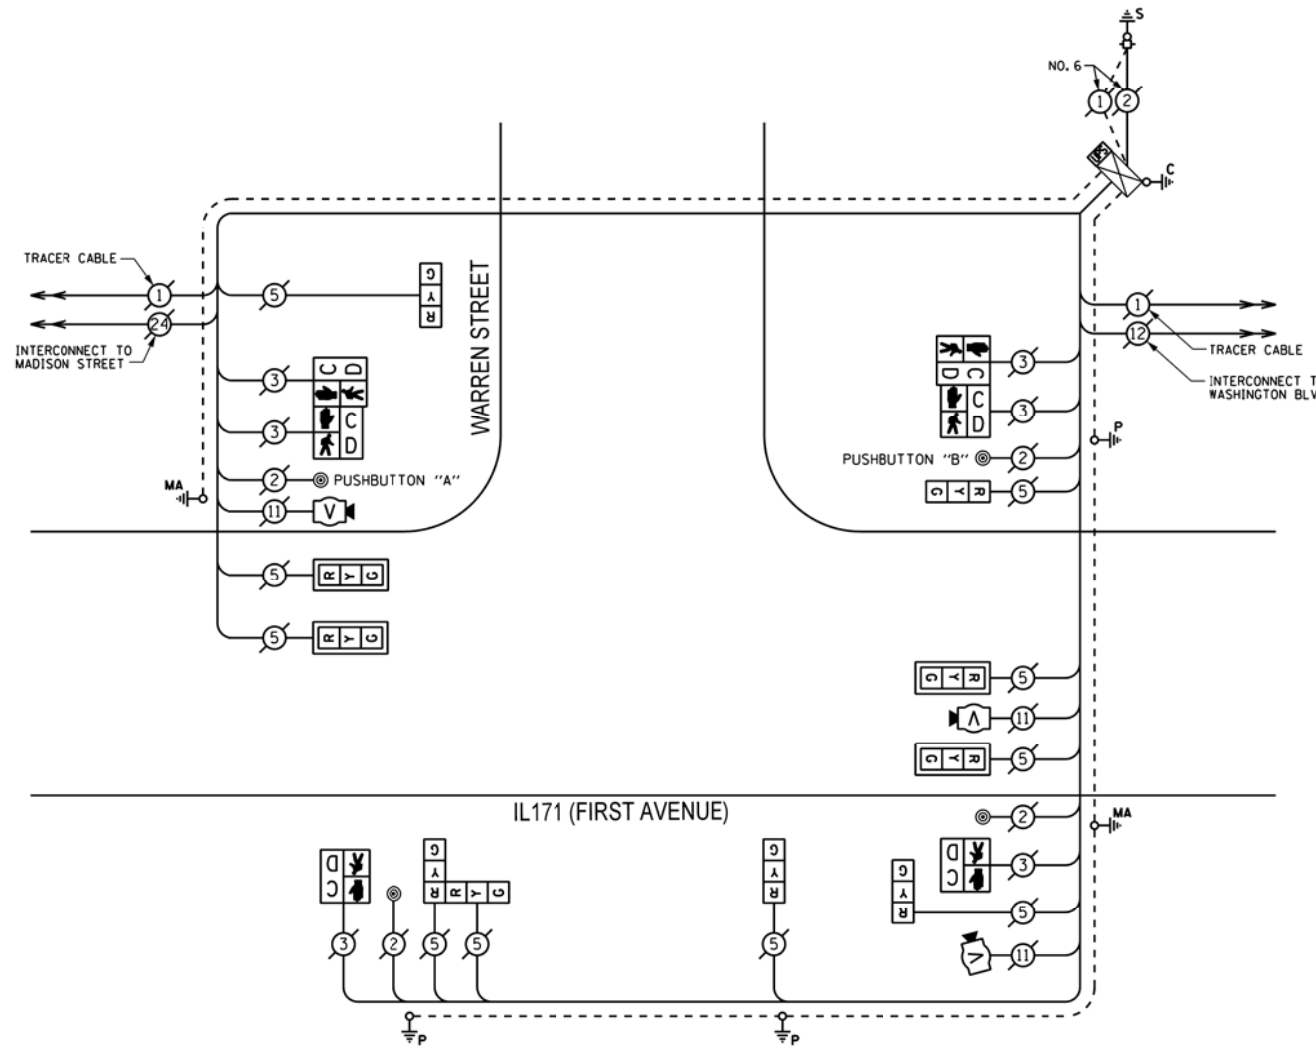 S
NO. 6
1
2
UPS
C
TRACER CABLE
1
5
G
Y
R
WARREN STREET
24
INTERCONNECT TO
MADISON STREET
1
12
TRACER CABLE
INTERCONNECT T
WASHINGTON BLV
3
C D
3
C
D
2
PUSHBUTTON "A"
MA
11
V
5
R Y G
5
R Y G
3
D C
3
C
D
P
PUSHBUTTON "B"
2
G Y R
5
G Y R
5
V
11
G Y R
5
IL171 (FIRST AVENUE)
2
MA
D
C
3
G
Y
R
5
V
11
D
C
3
2
G
Y
R
R Y G
5
5
G
Y
R
5
P
P